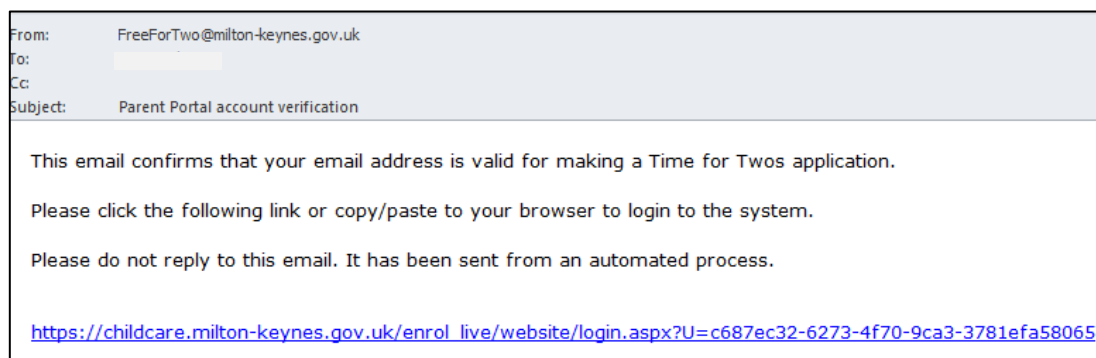 From: FreeForTwo@milton-keynes.gov.uk
To:
Cc:
Subject: Parent Portal account verification
This email confirms that your email address is valid for making a Time for Twos application.
Please click the following link or copy/paste to your browser to login to the system.
Please do not reply to this email. It has been sent from an automated process.
https://childcare.milton-keynes.gov.uk/enrol_live/website/login.aspx?U=c687ec32-6273-4f70-9ca3-3781efa58065